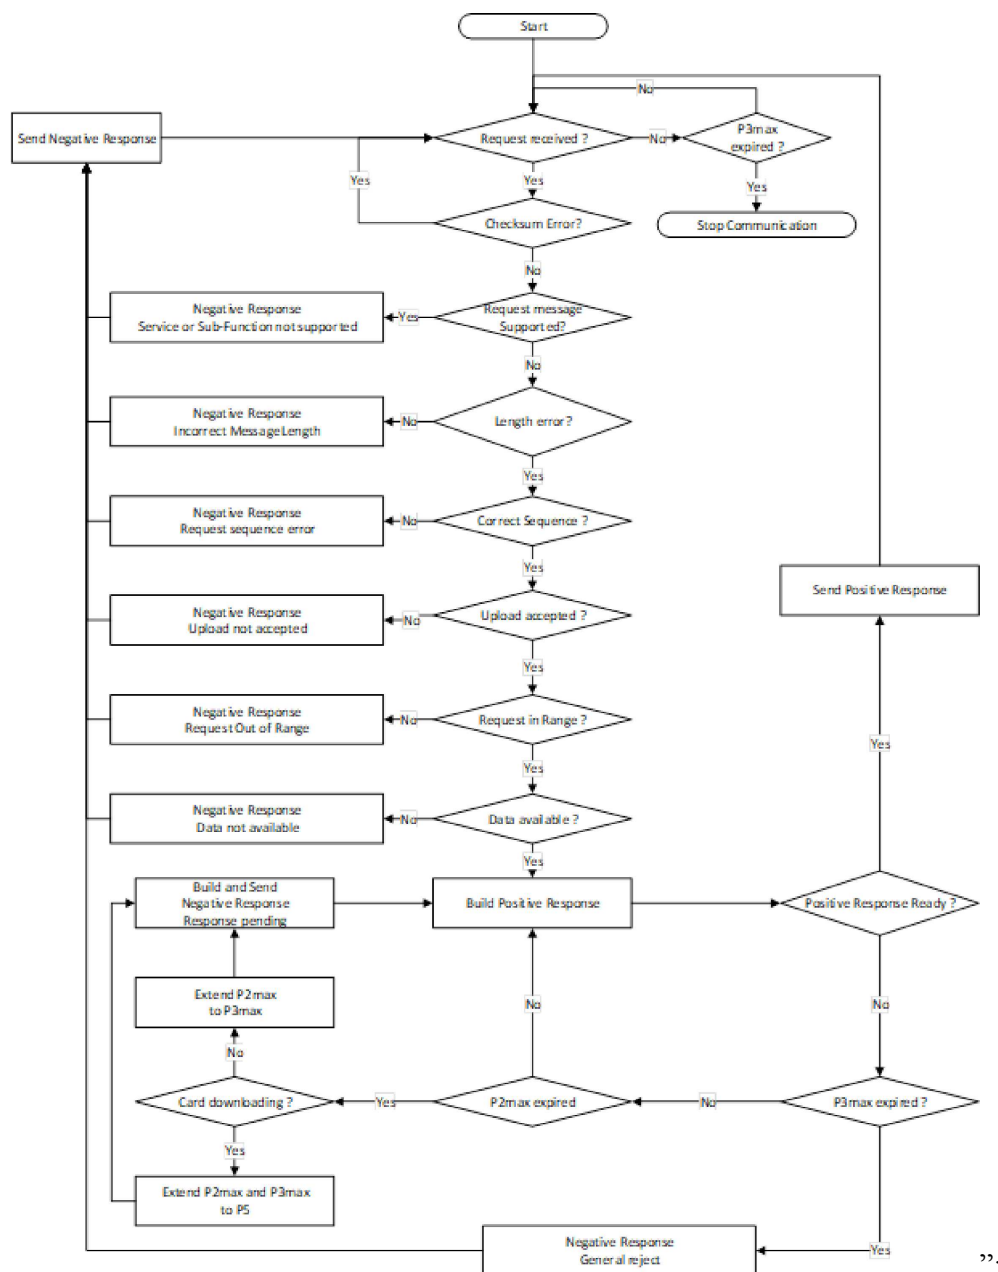 Start
No
Send Negative Response
Request received ?
No
P3max
expired ?
Yes
Yes
Yes
Checksum Error?
Stop Communication
No
Negative Response
Service or Sub-Function not supported
Yes
Request message
Supported?
No
Negative Response
Incorrect Message Length
No
Length error?
Yes
Negative Response
Request sequence error
No
Correct Sequence ?
Yes
Send Positive Response
Negative Response
Upload not accepted
No
Upload accepted ?
Yes
Negative Response
Request Out of Range
No
Request in Range ?
Yes
Yes
Negative Response
Data not available
No
Data available ?
Yes
Build and Send
Negative Response
Response pending
Build Positive Response
Positive Response Ready ?
Extend P2max
to P3max
No
No
No
Card downloading ?
Yes
P2max expired
No
P3max expired ?
Yes
Extend P2max and P3max
to P5
Negative Response
General reject
Yes
”.